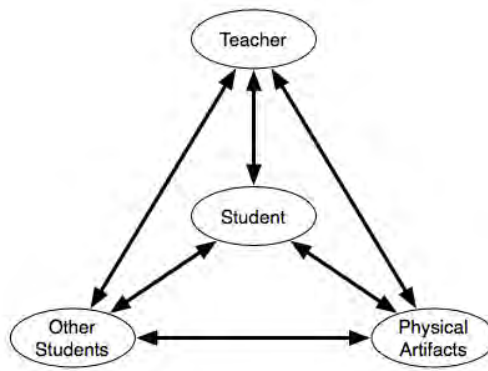 Teacher
Student
Other
Students
Physical
Artifacts